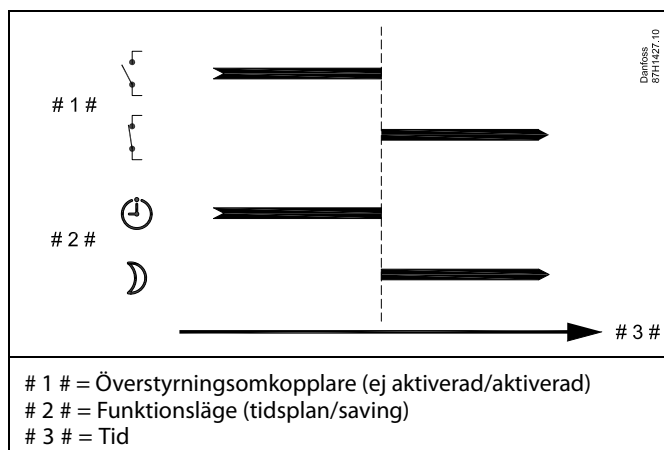 Danfoss
87H1427.10
# 1 #
# 2 #
# 3 #
# 1 # = Överstyrningsomkopplare (ej aktiverad/aktiverad)
# 2 # = Funktionsläge (tidsplan/saving)
# 3 # = Tid